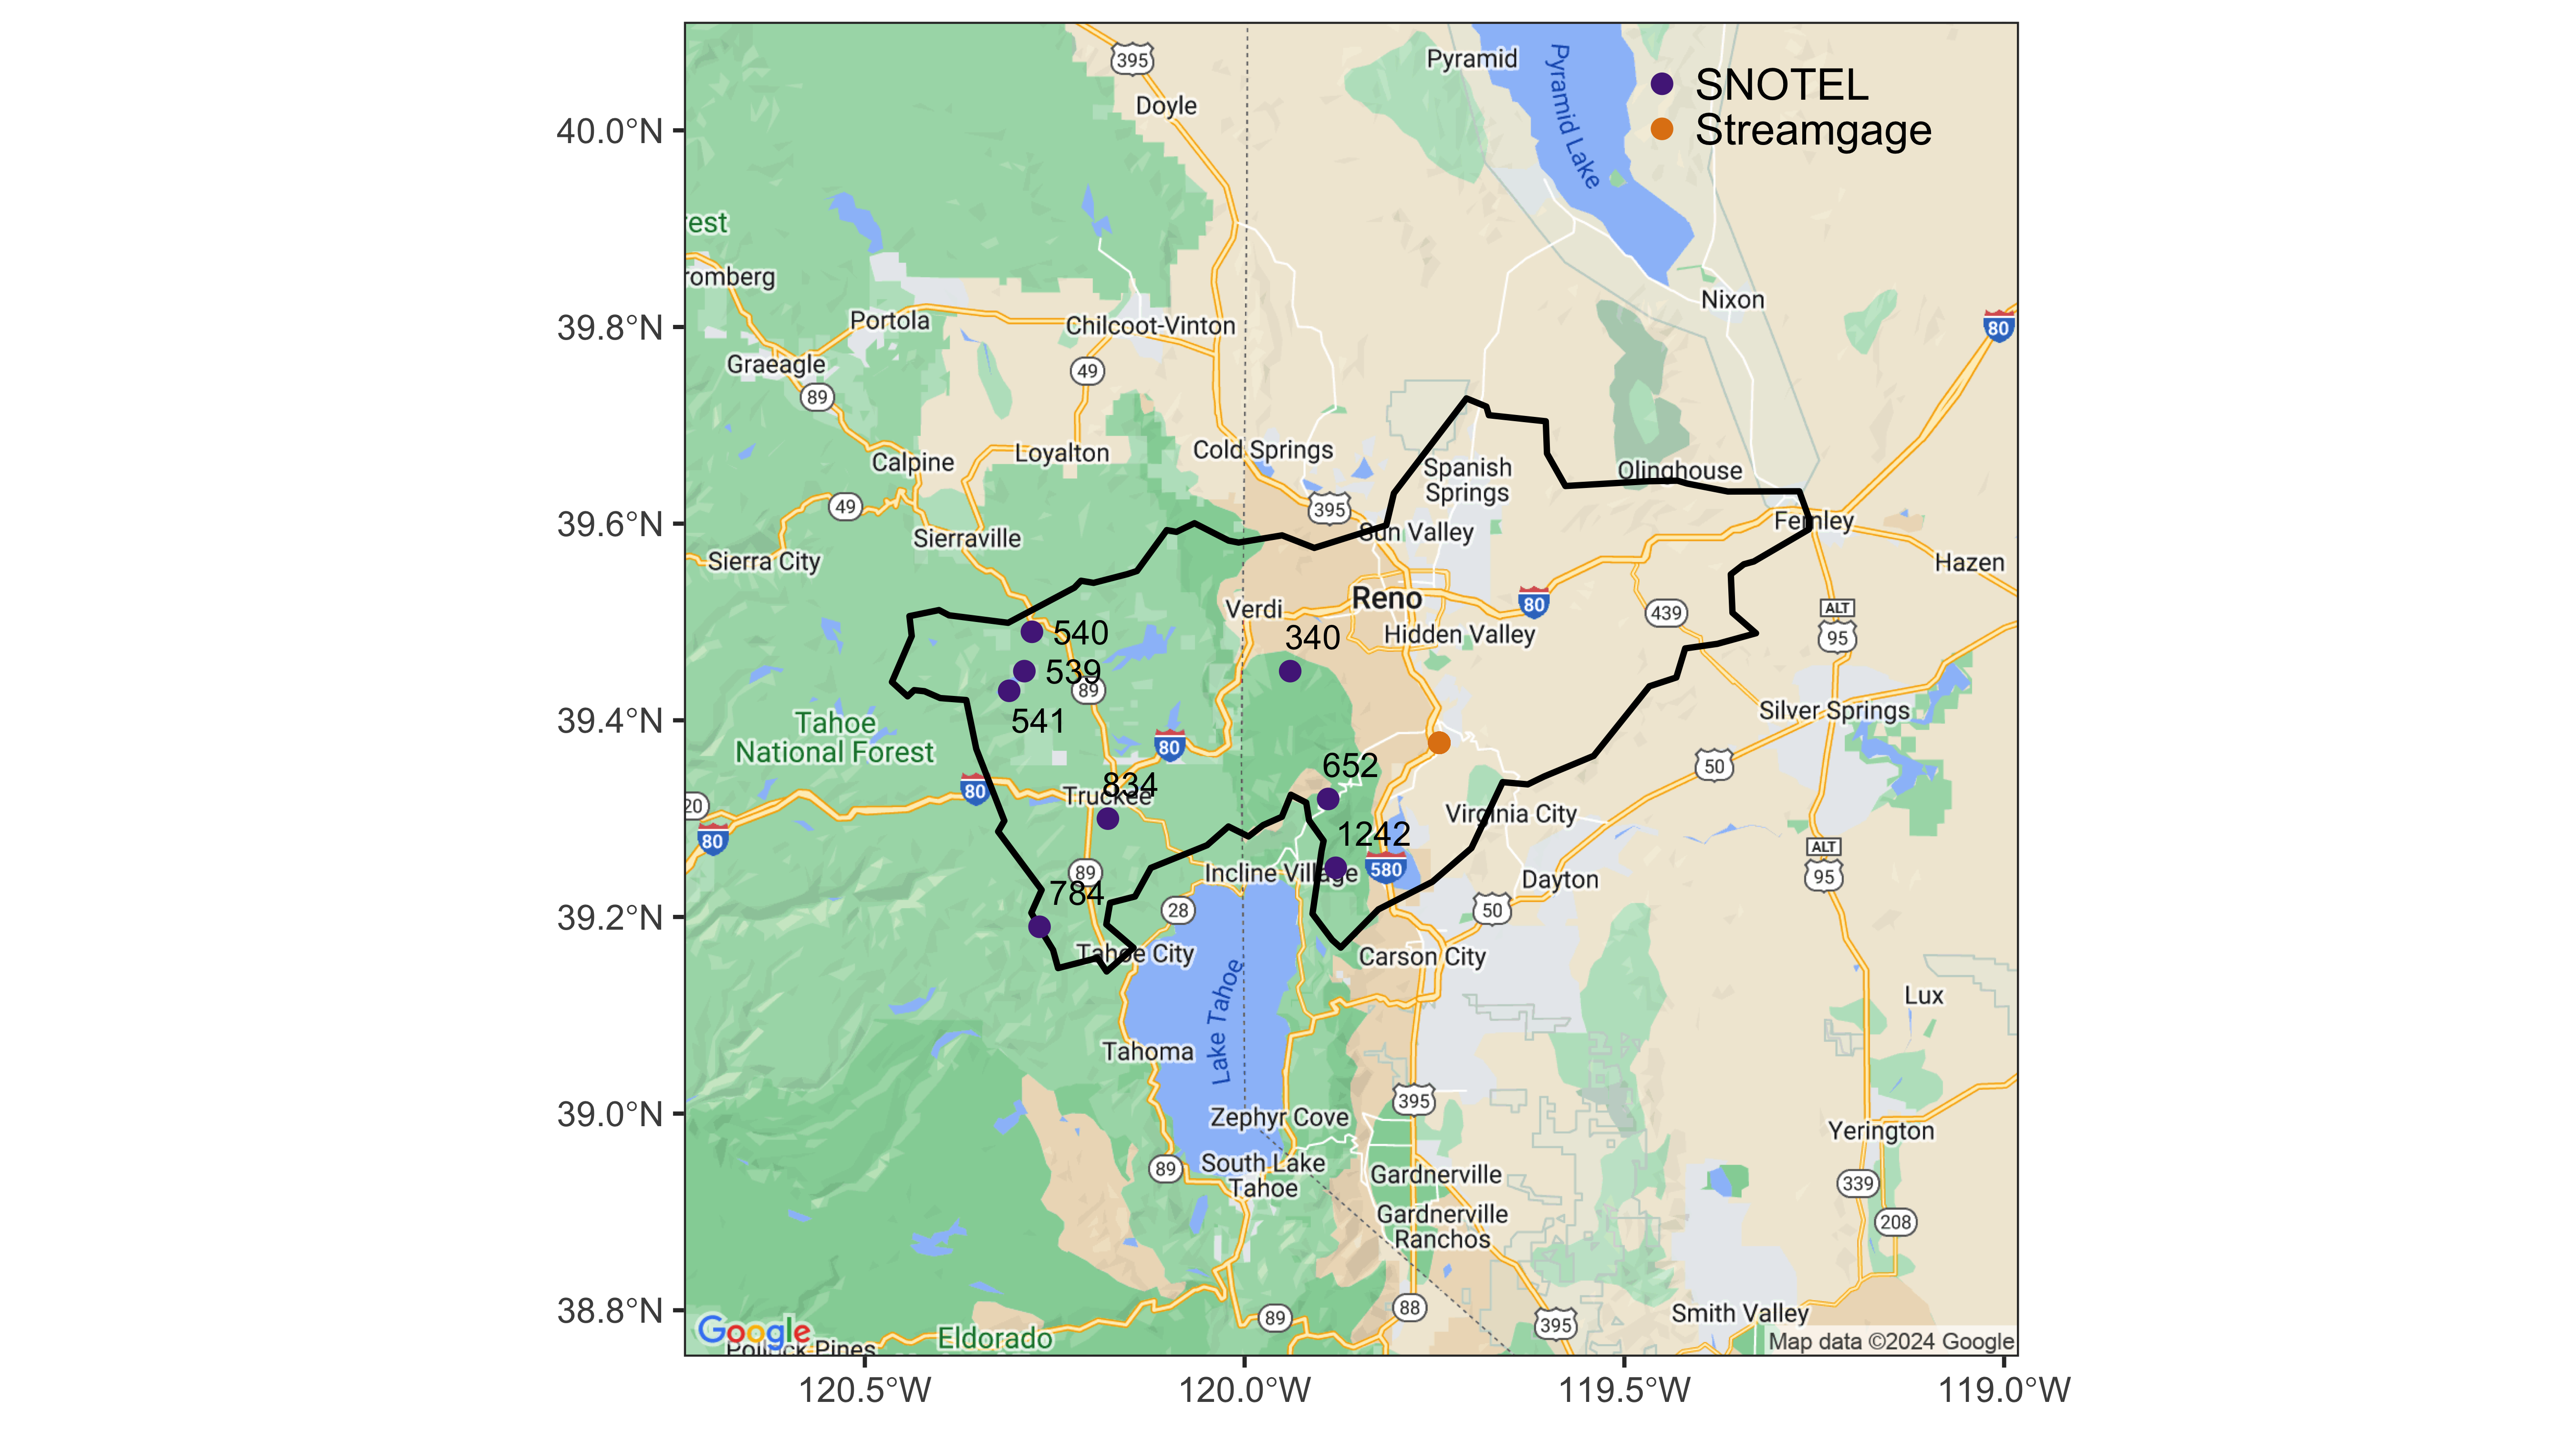 395
Pyramid
Pyramid Lake
SNOTEL
Streamgage
Doyle
40.0°N
est
romberg
Nixon
39.8°N
Portola
Chilcoot-Vinton
80
Graeagle
49
89
Loyalton
Cold Springs
Calpine
Spanish
Springs
Olinghouse
49
395
39.6°N
Sierraville
Sun Valley
Fernley
Sierra City
Hazen
Verdi
Reno
80
439
ALT
95
540
340
Hidden Valley
539
89
541
Tahoe
National Forest
39.4°N
Silver Springs
80
652
50
834
Truckee
80
20
80
1242
Virginia City
ALT
95
89
Incline Village
580
Dayton
784
39.2°N
28
50
Tahoe City
Carson City
Lake Tahoe
Lux
Tahoma
39.0°N
395
Zephyr Cove
Yerington
89
South Lake
Tahoe
Gardnerville
339
Gardnerville
Ranchos
208
38.8°N
89
88
395
Smith Valley
Google
Eldorado
Pollock Pines
Map data ©2024 Google
120.5°W
120.0°W
119.5°W
119.0°W